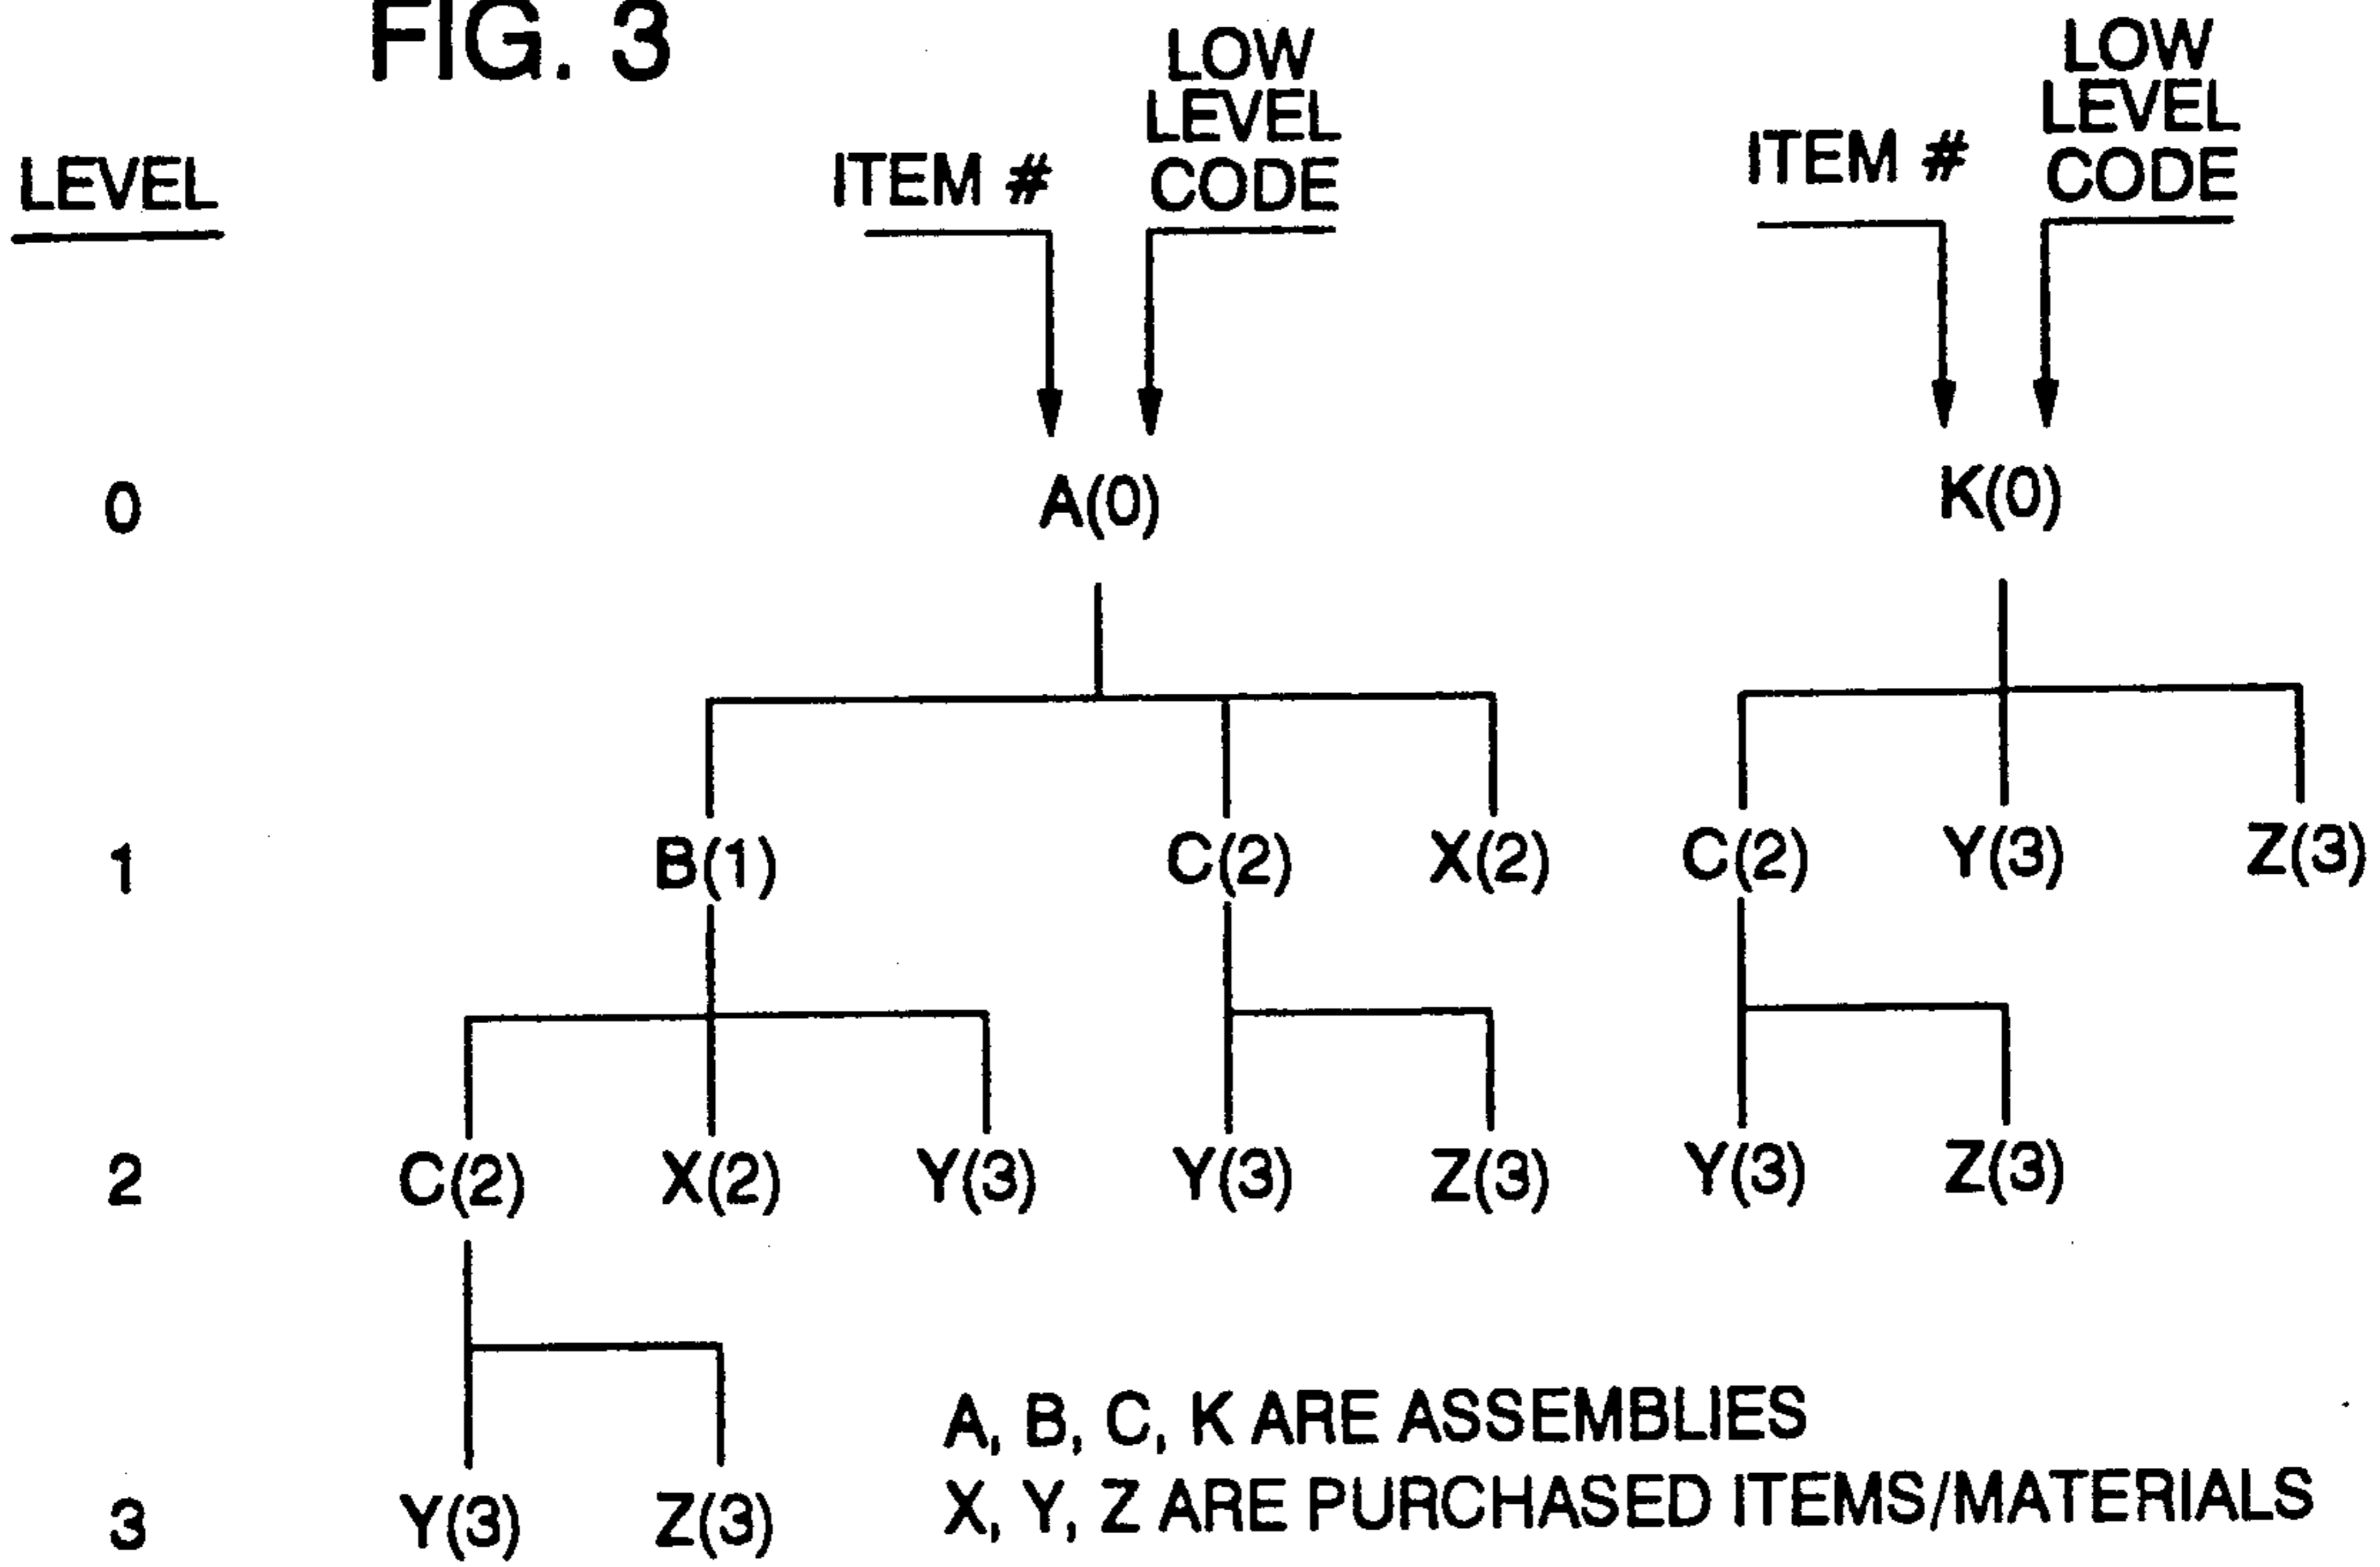 FIG. 3
LEVEL
ITEM #
LOW
LEVEL
CODE
ITEM #
LOW
LEVEL
CODE
0 A(0) K(0)
1 B(1) C(2) X(2) C(2) Y(3) Z(3)
2 C(2) X(2) Y(3) Y(3) Z(3) Y(3) Z(3)
3 Y(3) Z(3)
A, B, C, K ARE ASSEMBLIES
X, Y, Z ARE PURCHASED ITEMS/MATERIALS